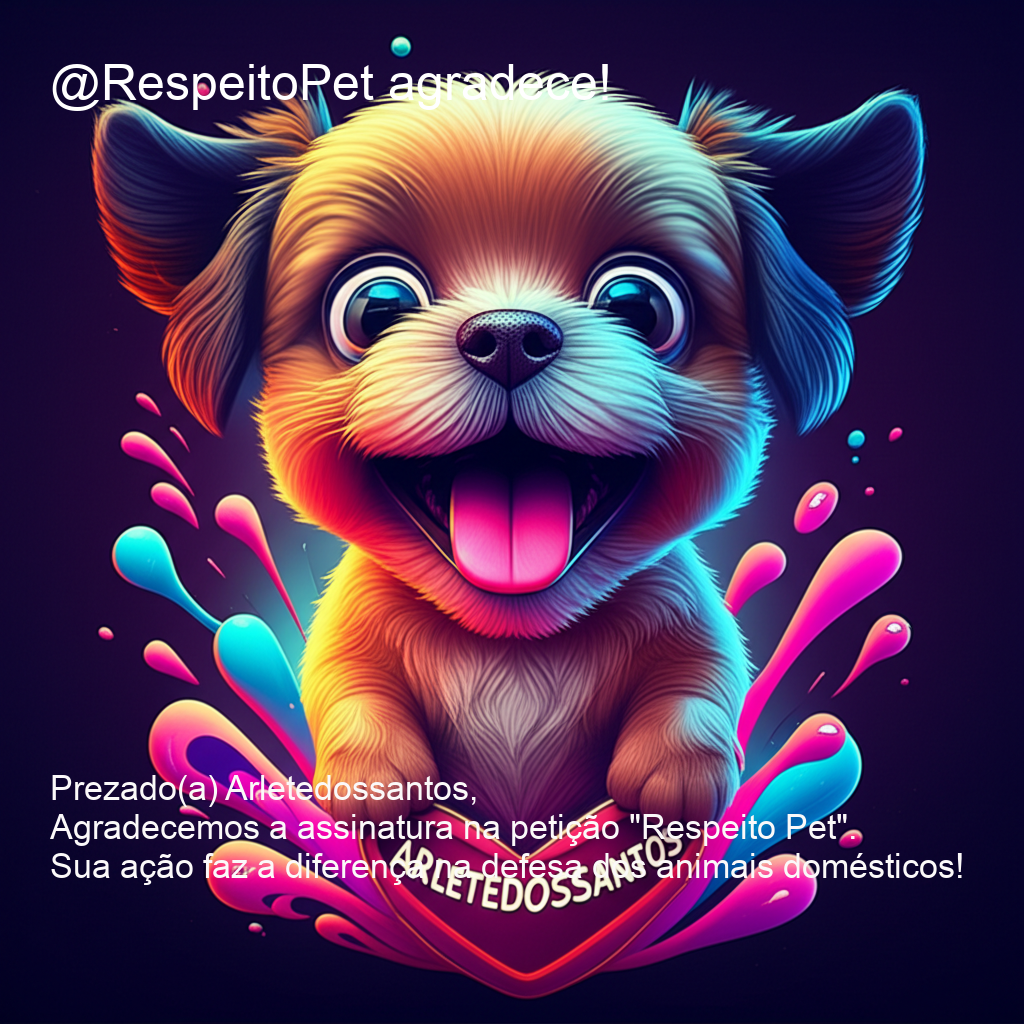 @RespeitoPet agradece!
Prezado(a) Arletedossantos,
Agradecemos a assinatura na petição "Respeito Pet".
Sua ação faz a diferença na defesa dos animais domésticos!
ARLETEDOSSANTOS